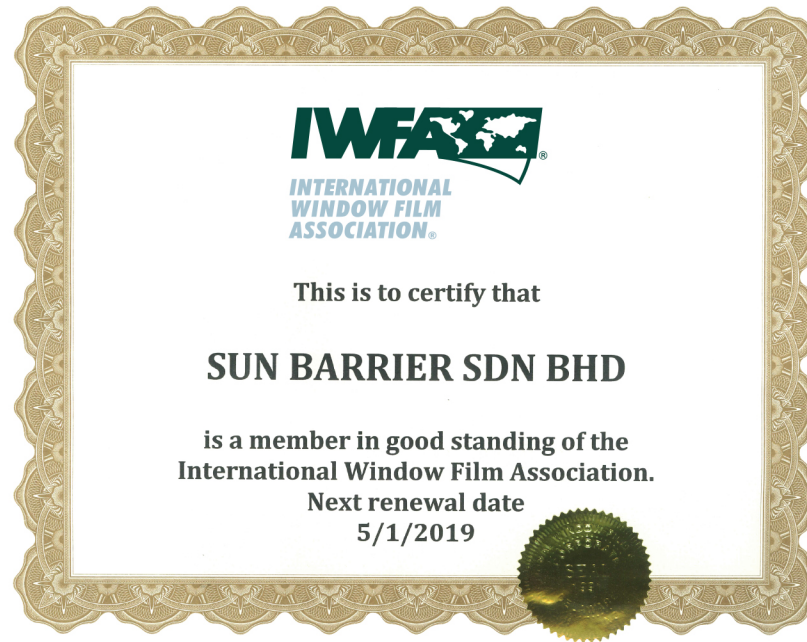 IWFA®
INTERNATIONAL
WINDOW FILM
ASSOCIATION®
This is to certify that
SUN BARRIER SDN BHD
is a member in good standing of the
International Window Film Association.
Next renewal date
5/1/2019